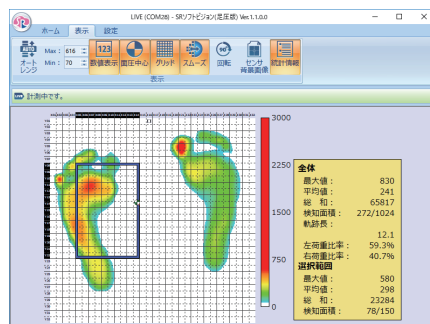 LIVE (COM26) - SRソフトビジョン(足圧版) Ver.1.1.0.0
ホーム 表示 設定
オートレンジ
Max : 616
Min : 70
123
数値表示 面圧中心 グリッド スムーズ 回転 センサ背景画像 統計情報
表示
計測中です。
3000
2250
1500
750
0
全体
最大値： 830
平均値： 241
総 和： 65817
検知面積： 272/1024
軌跡長：
12.1
左荷重比率： 59.3%
右荷重比率： 40.7%
選択範囲
最大値： 580
平均値： 298
総 和： 23284
検知面積： 78/150